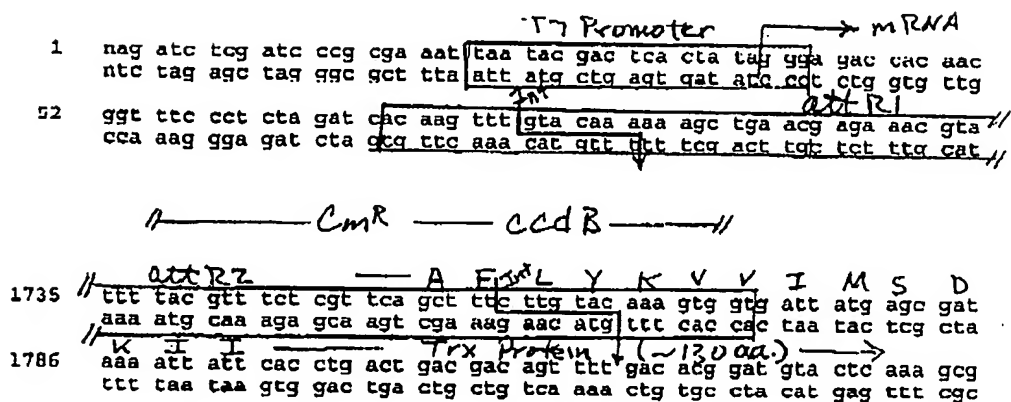 T7 Promoter → mRNA
1 nag atc tcg atc ccg cga aat taa tac gac tca cta tag gga gac cac aac
ntc tag agc tag ggc gct tta att atg ctg agt gat atc cct ctg gtg ttg
Int attR1
52 ggt ttc cct cta gat cac aag ttt gta caa aaa agc tga acg aga aac gta
cca aag gga gat cta gtg ttc aaa cat gtt ttt tcg act tgc tct ttg cat
CmR ccdB
attR2 A F Int L Y K V V I M S D
1735 ttt tac gtt tct cgt tca gct ttc ttg tac aaa gtg gtg att atg agc gat
aaa atg caa aga gca agt cga aag aac atg ttt cac cac taa tac tcg cta
K I I Trx Protein (~130 aa.)
1786 aaa att att cac ctg act gac gac agt ttt gac acg gat gta ctc aaa gcg
ttt taa taa gtg gac tga ctg ctg tca aaa ctg tgc cta cat gag ttt cgc